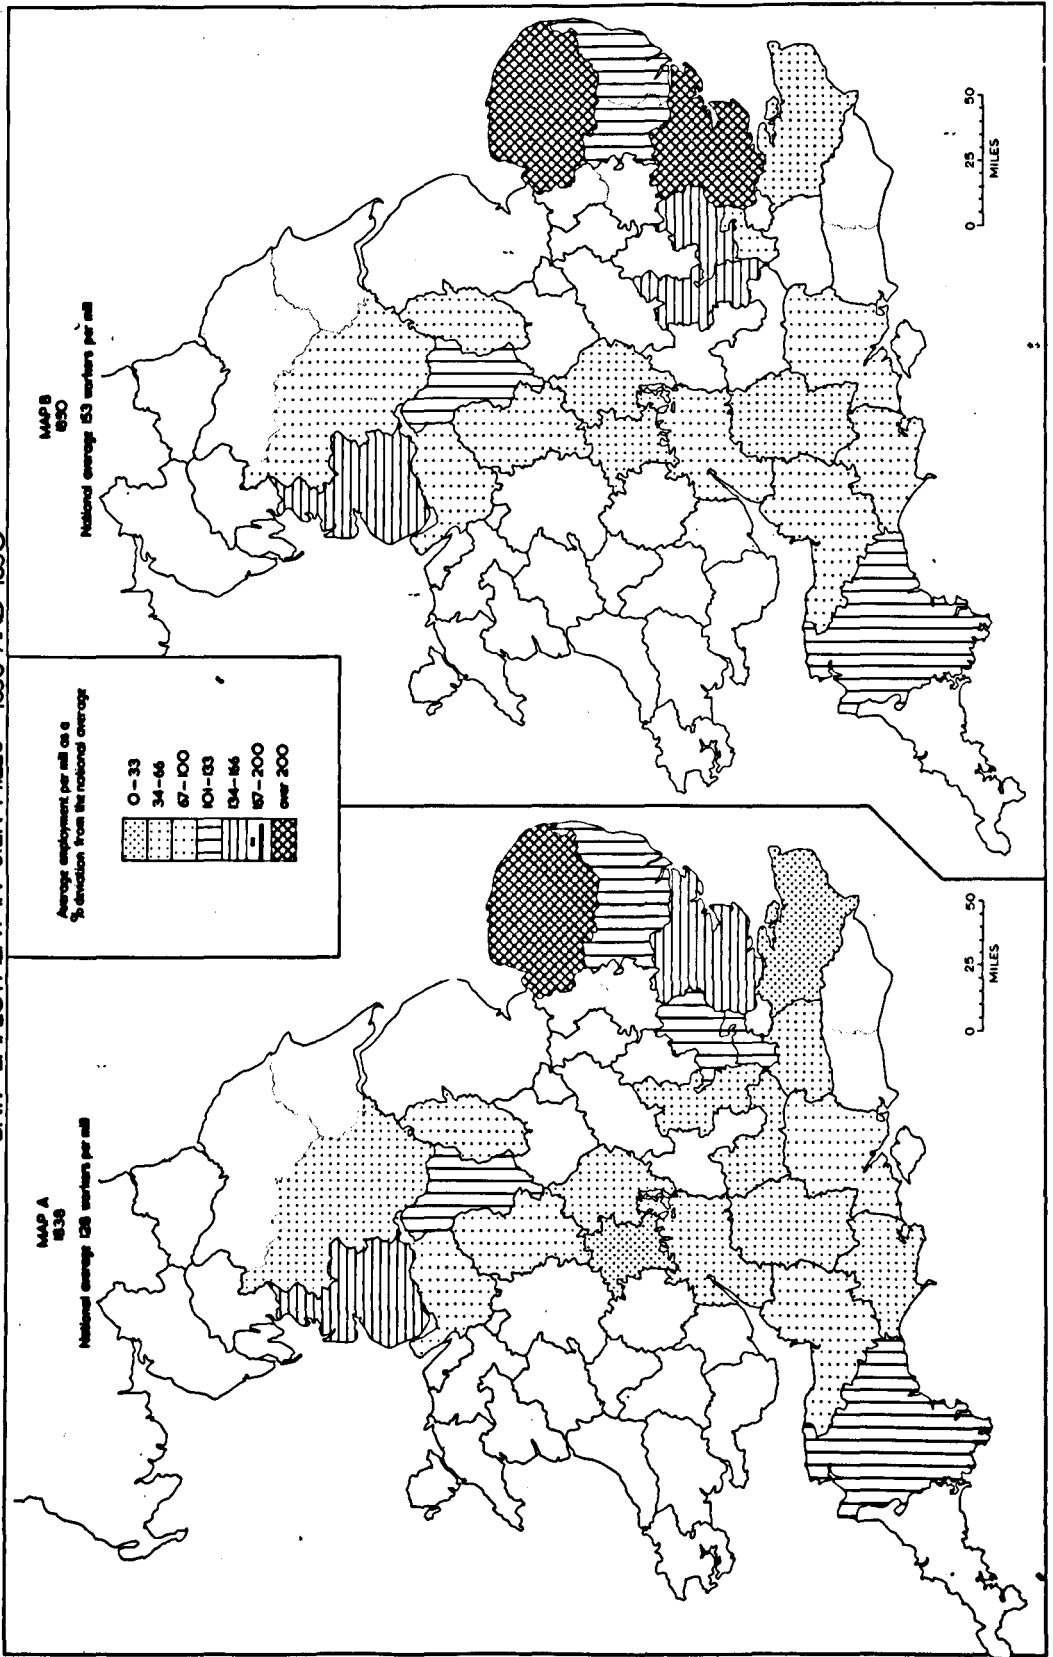 MAP A
1838
National average 128 workers per mill
MAP B
1850
National average 153 workers per mill
Average employment per mill as a
% deviation from the national average
0–33
34–66
67–100
101–133
134–166
167–200
over 200
0 25 50
MILES
0 25 50
MILES